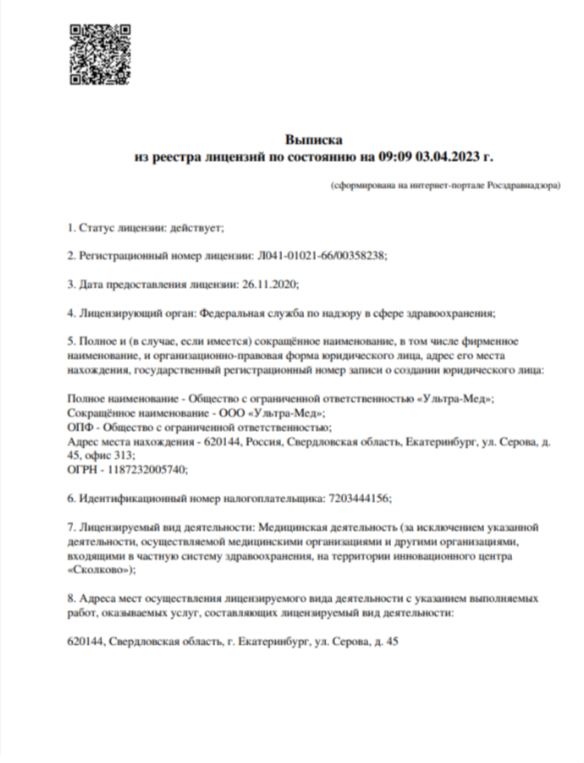 Выписка
из реестра лицензий по состоянию на 09:09 03.04.2023 г.
(сформирована на интернет-портале Росздравнадзора)
1. Статус лицензии: действует;
2. Регистрационный номер лицензии: Л041-01021-66/00358238;
3. Дата предоставления лицензии: 26.11.2020;
4. Лицензирующий орган: Федеральная служба по надзору в сфере здравоохранения;
5. Полное и (в случае, если имеется) сокращённое наименование, в том числе фирменное
наименование, и организационно-правовая форма юридического лица, адрес его места
нахождения, государственный регистрационный номер записи о создании юридического лица:
Полное наименование - Общество с ограниченной ответственностью «Ультра-Мед»;
Сокращённое наименование - ООО «Ультра-Мед»;
ОПФ - Общество с ограниченной ответственностью;
Адрес места нахождения - 620144, Россия, Свердловская область, Екатеринбург, ул. Серова, д.
45, офис 313;
ОГРН - 1187232005740;
6. Идентификационный номер налогоплательщика: 7203444156;
7. Лицензируемый вид деятельности: Медицинская деятельность (за исключением указанной
деятельности, осуществляемой медицинскими организациями и другими организациями,
входящими в частную систему здравоохранения, на территории инновационного центра
«Сколково»);
8. Адреса мест осуществления лицензируемого вида деятельности с указанием выполняемых
работ, оказываемых услуг, составляющих лицензируемый вид деятельности:
620144, Свердловская область, г. Екатеринбург, ул. Серова, д. 45